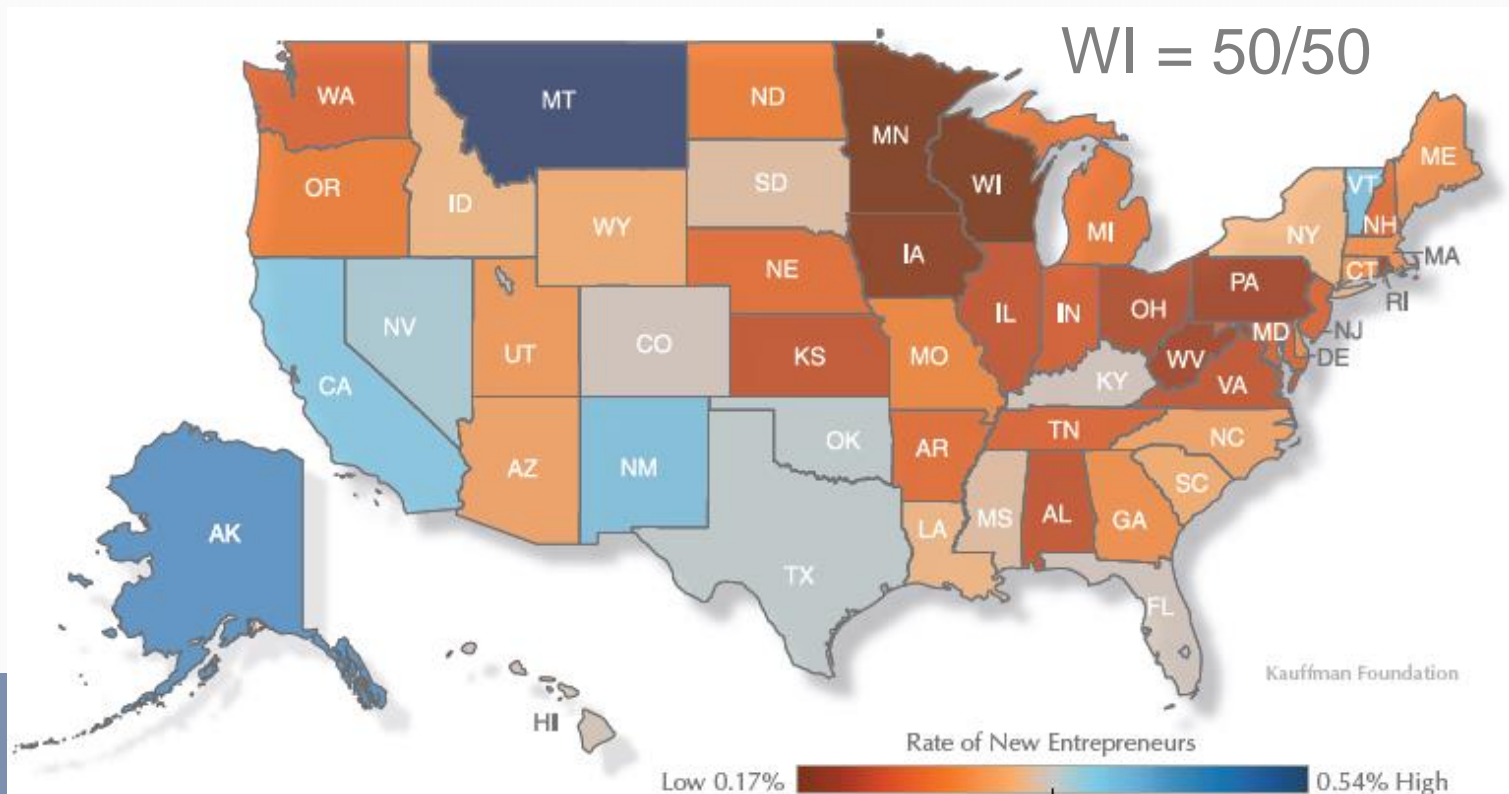 WI = 50/50
WA
MT
ND
MN
ME
OR
ID
SD
WI
VT
WY
MI
NH
NY
NE
IA
MA
CT
RI
PA
NV
UT
CO
IL
IN
OH
NJ
MD
DE
KS
MO
WV
CA
KY
VA
TN
NC
OK
AZ
NM
AR
SC
MS
AL
GA
LA
AK
TX
FL
HI
Kauffman Foundation
Rate of New Entrepreneurs
Low 0.17% 0.54% High